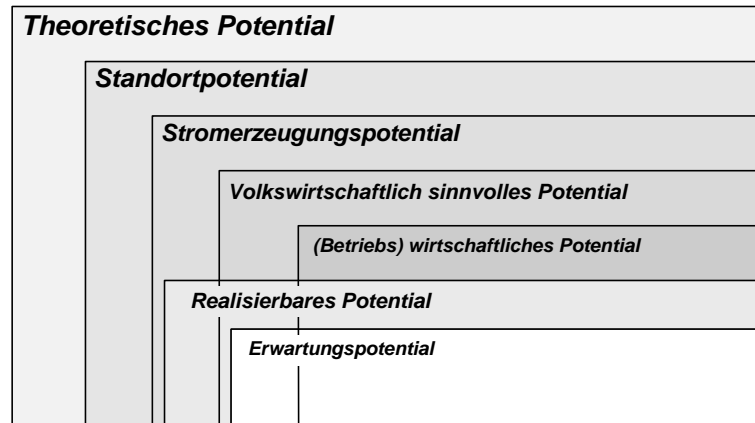 Theoretisches Potential
Standortpotential
Stromerzeugungspotential
Volkswirtschaftlich sinnvolles Potential
(Betriebs) wirtschaftliches Potential
Realisierbares Potential
Erwartungspotential